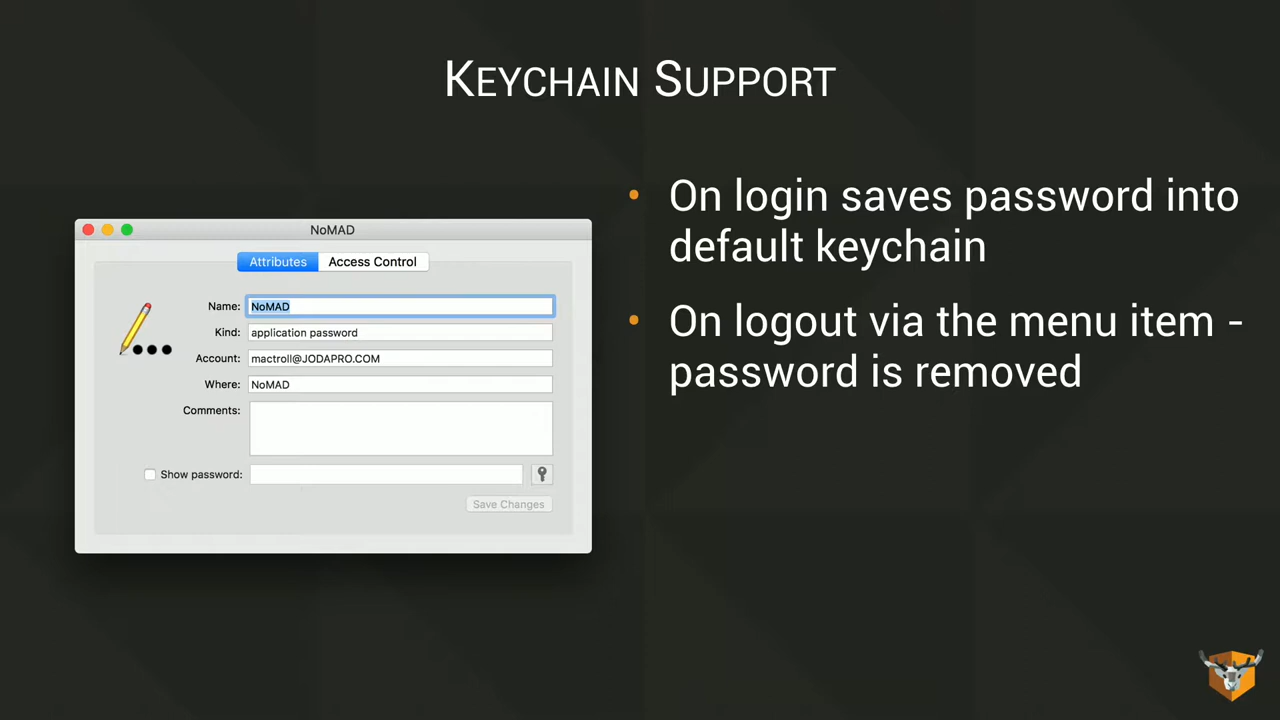 KEYCHAIN SUPPORT
NoMAD
Attributes
Access Control
Name: NoMAD
Kind: application password
Account: mactroll@JODAPRO.COM
Where: NoMAD
Comments:
Show password:
Save Changes
• On login saves password into
default keychain
• On logout via the menu item -
password is removed